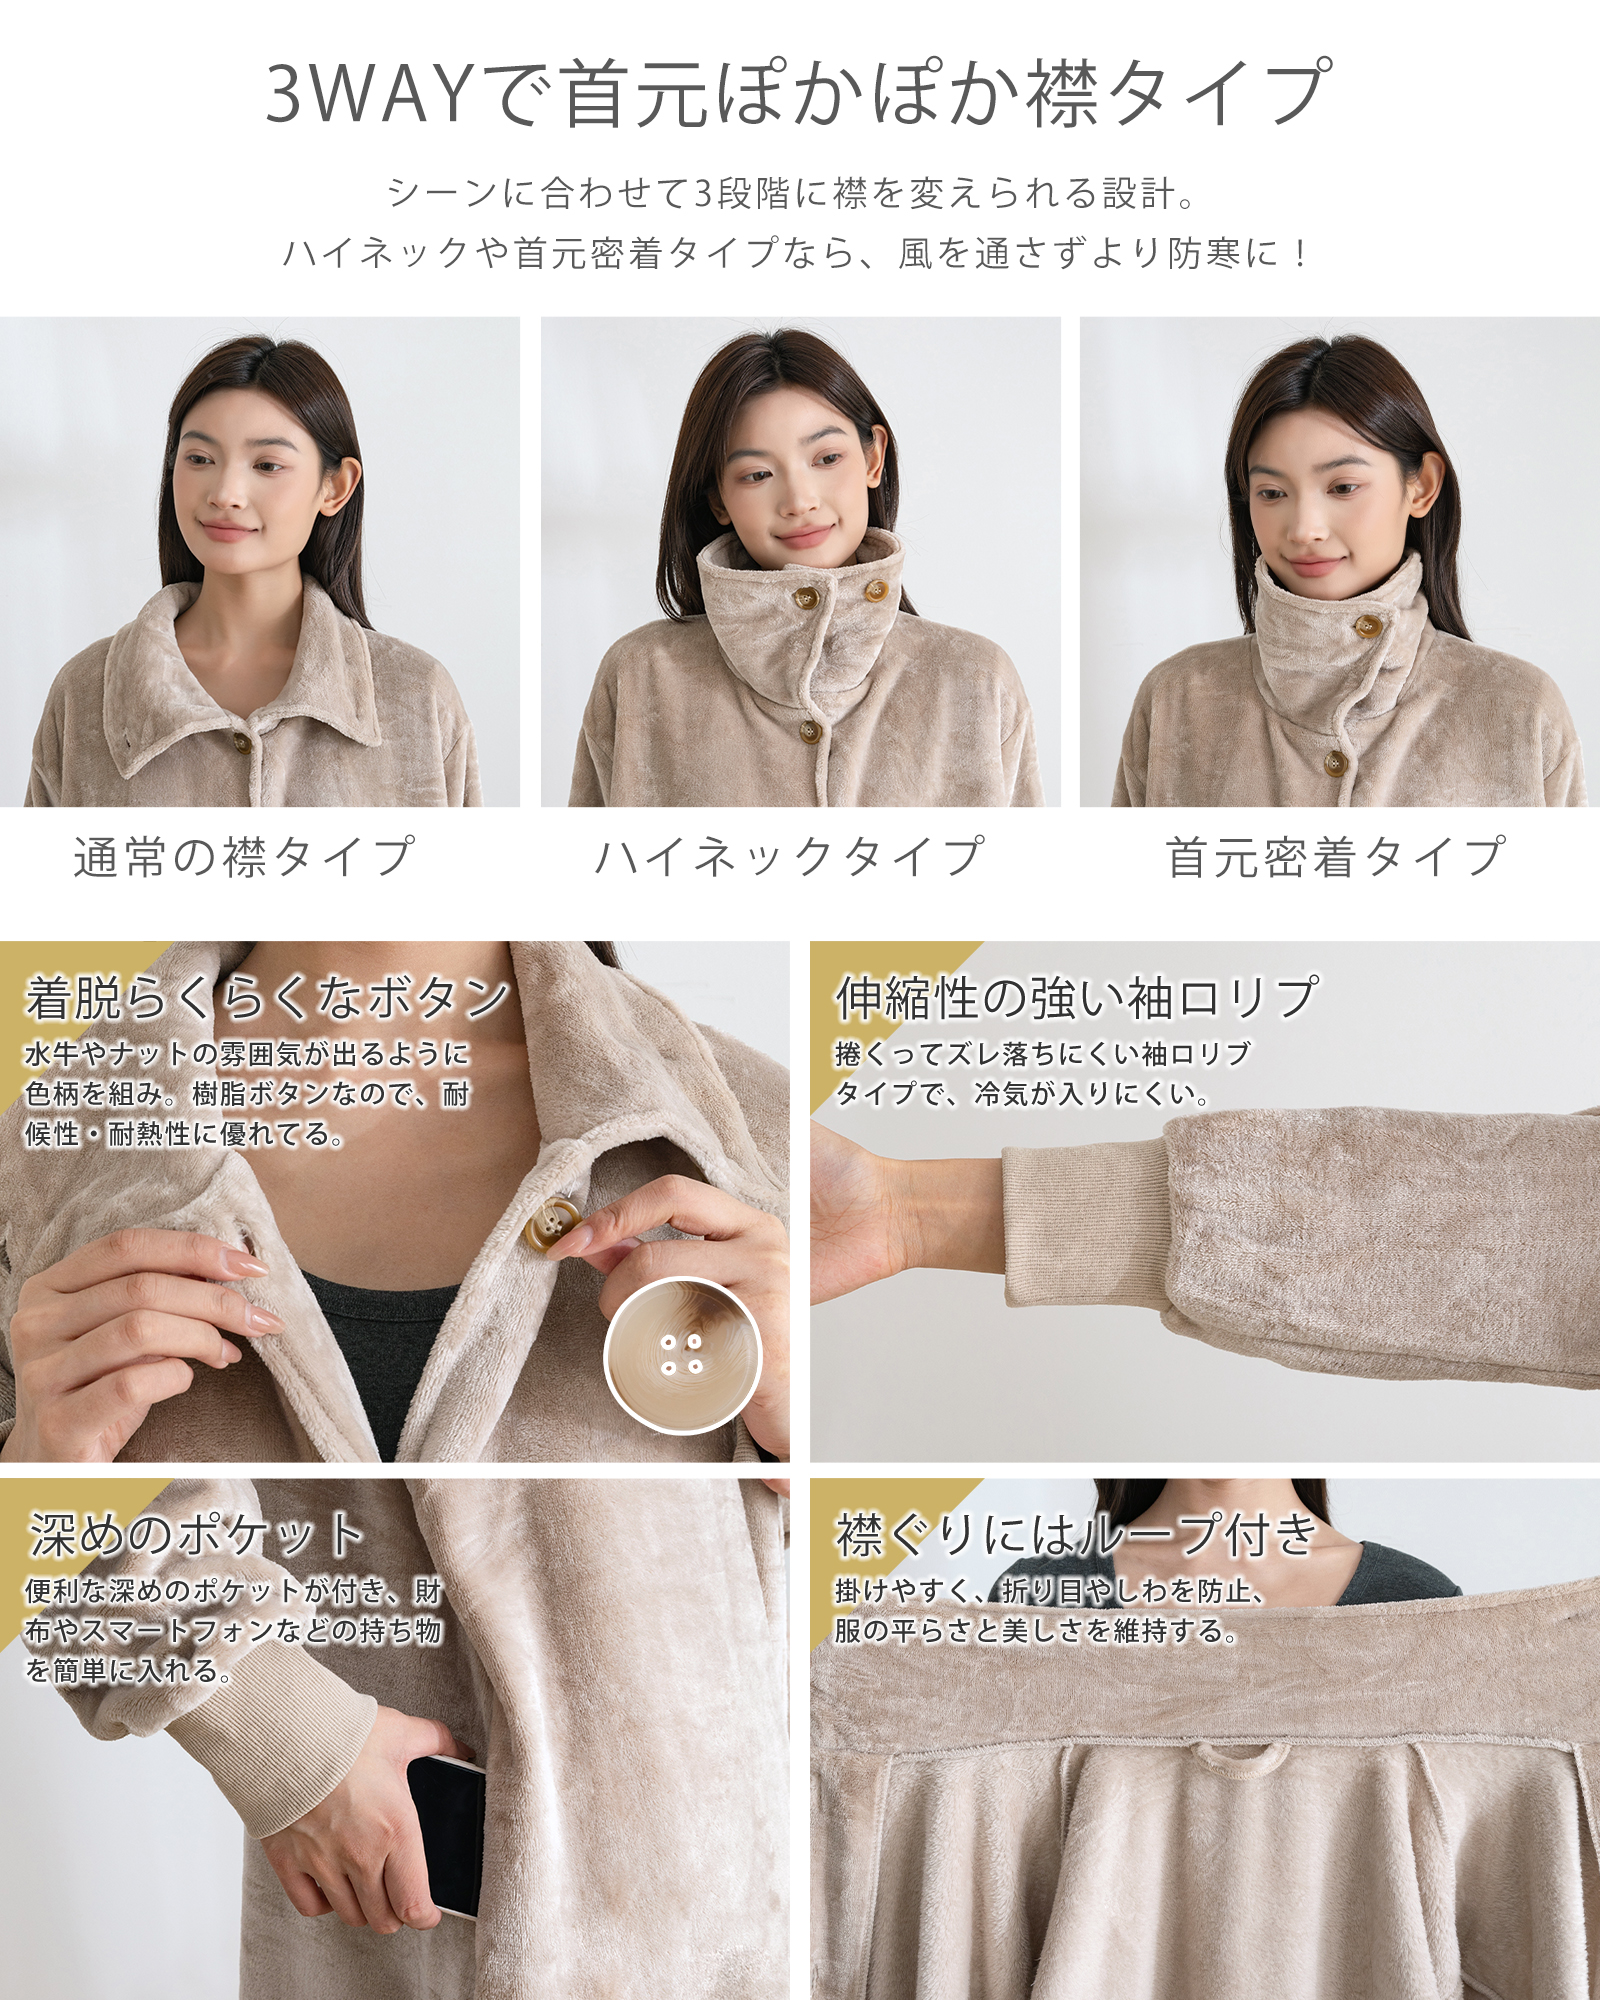 3WAYで首元ぽかぽか襟タイプ
シーンに合わせて3段階に襟を変えられる設計。
ハイネックや首元密着タイプなら、風を通さずより防寒に！
通常の襟タイプ
ハイネックタイプ
首元密着タイプ
着脱らくらくなボタン
水牛やナットの雰囲気が出るように
色柄を組み。樹脂ボタンなので、耐
候性・耐熱性に優れてる。
伸縮性の強い袖ロリプ
捲くってズレ落ちにくい袖ロリブ
タイプで、冷気が入りにくい。
深めのポケット
便利な深めのポケットが付き、財
布やスマートフォンなどの持ち物
を簡単に入れる。
襟ぐりにはループ付き
掛けやすく、折り目やしわを防止、
服の平らさと美しさを維持する。